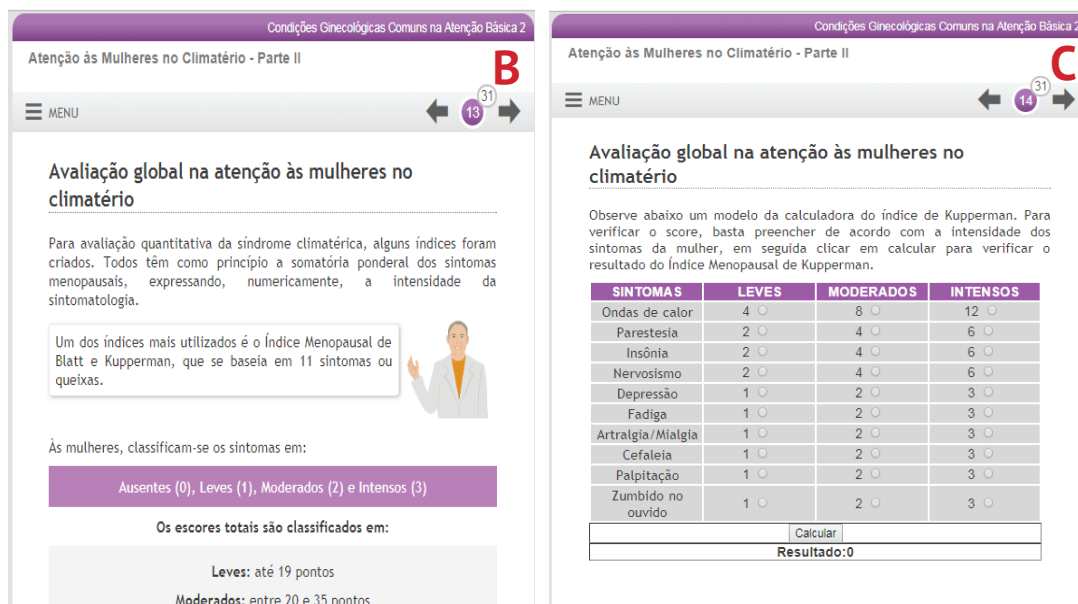 Condições Ginecológicas Comuns na Atenção Básica 2
Atenção às Mulheres no Climatério - Parte II
B
MENU
13
31
Avaliação global na atenção às mulheres no
climatério
Para avaliação quantitativa da síndrome climatérica, alguns índices foram
criados. Todos têm como princípio a somatória ponderal dos sintomas
menopausais, expressando, numericamente, a intensidade da
sintomatologia.
Um dos índices mais utilizados é o Índice Menopausal de
Blatt e Kupperman, que se baseia em 11 sintomas ou
queixas.
Às mulheres, classificam-se os sintomas em:
Ausentes (0), Leves (1), Moderados (2) e Intensos (3)
Os escores totais são classificados em:
Leves: até 19 pontos
Moderados: entre 20 e 35 pontos
Condições Ginecológicas Comuns na Atenção Básica 2
Atenção às Mulheres no Climatério - Parte II
C
MENU
14
31
Avaliação global na atenção às mulheres no
climatério
Observe abaixo um modelo da calculadora do índice de Kupperman. Para
verificar o score, basta preencher de acordo com a intensidade dos
sintomas da mulher, em seguida clicar em calcular para verificar o
resultado do Índice Menopausal de Kupperman.
SINTOMAS LEVES MODERADOS INTENSOS
Ondas de calor 4 8 12
Parestesia 2 4 6
Insônia 2 4 6
Nervosismo 2 4 6
Depressão 1 2 3
Fadiga 1 2 3
Artralgia/Mialgia 1 2 3
Cefaleia 1 2 3
Palpitação 1 2 3
Zumbido no
ouvido 1 2 3
Calcular
Resultado:0